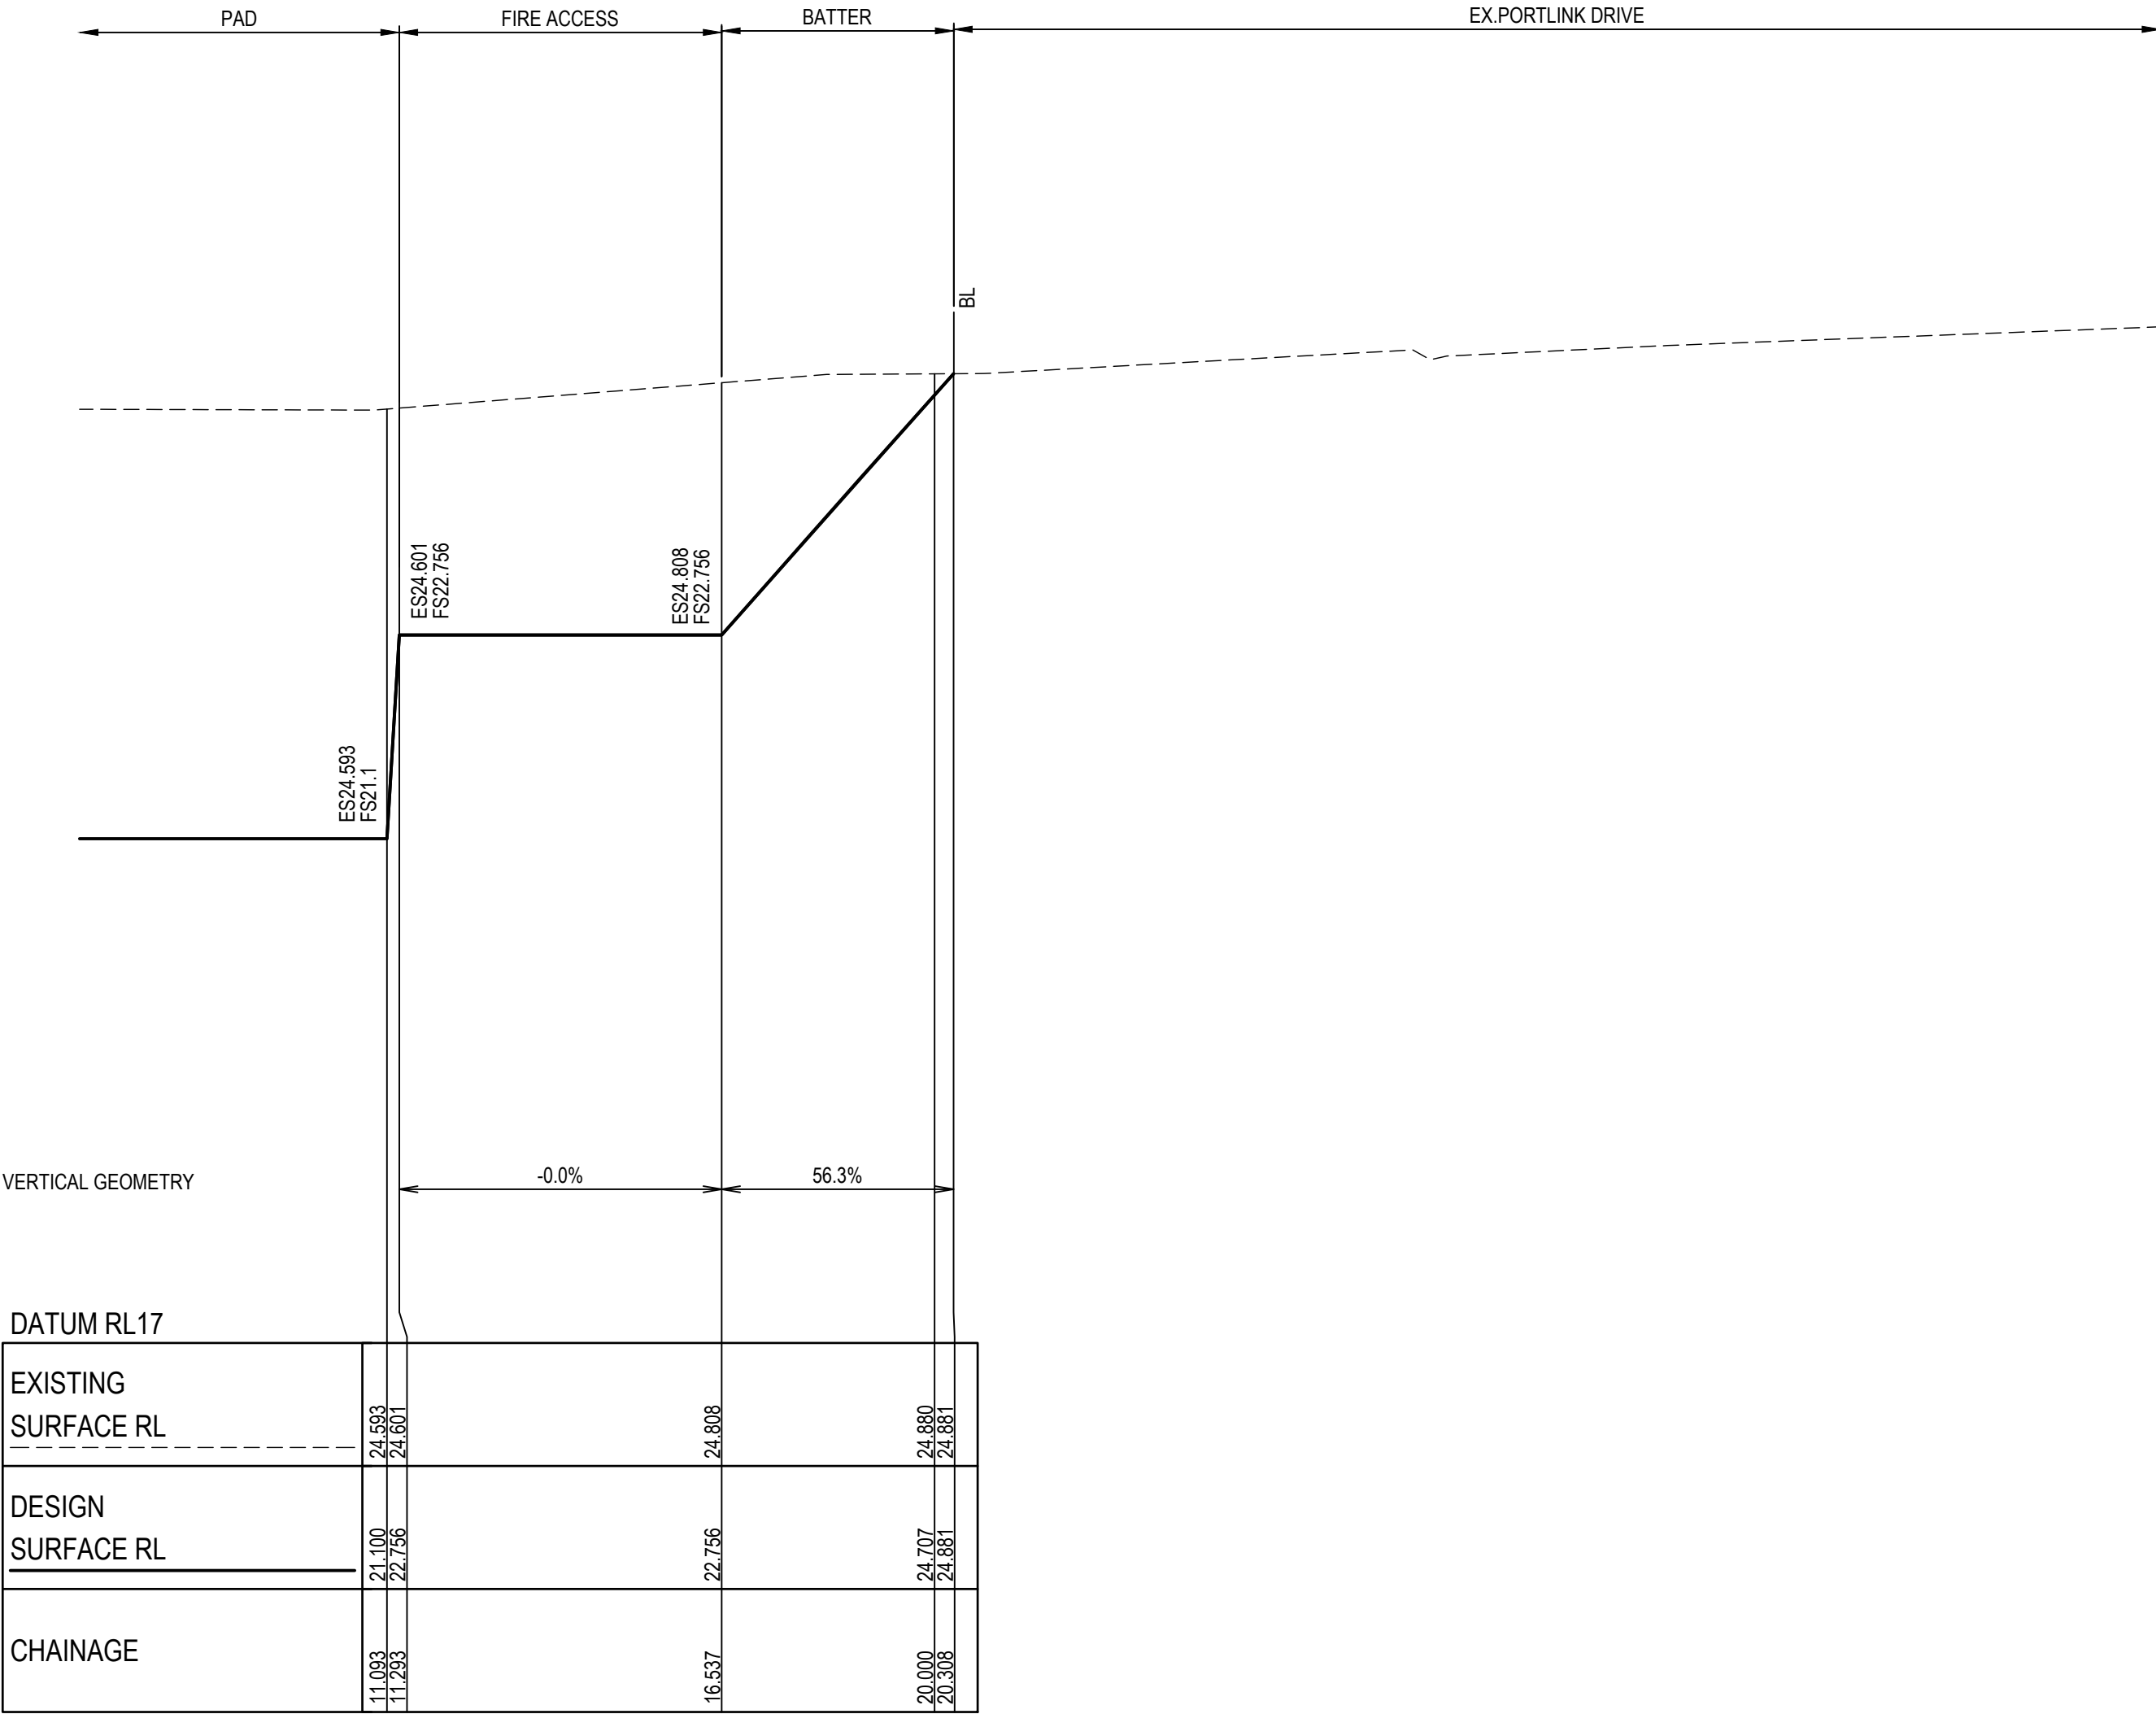 PAD
FIRE ACCESS
BATTER
EX.PORTLINK DRIVE
BL
ES24.601
FS22.756
ES24.808
FS22.756
ES24.593
FS21.1
VERTICAL GEOMETRY
-0.0%
56.3%
DATUM RL17
EXISTING
SURFACE RL
24.593
24.601
24.808
24.880
24.881
DESIGN
SURFACE RL
21.100
22.756
22.756
24.707
24.881
CHAINAGE
11.093
11.293
16.537
20.000
20.308